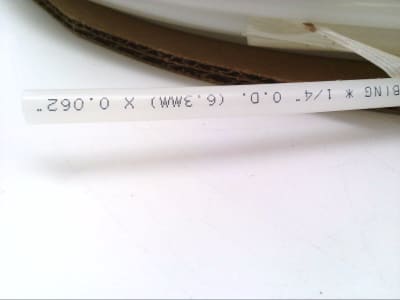 BING * 1/4" O.D. (6.3MM) X 0.062"